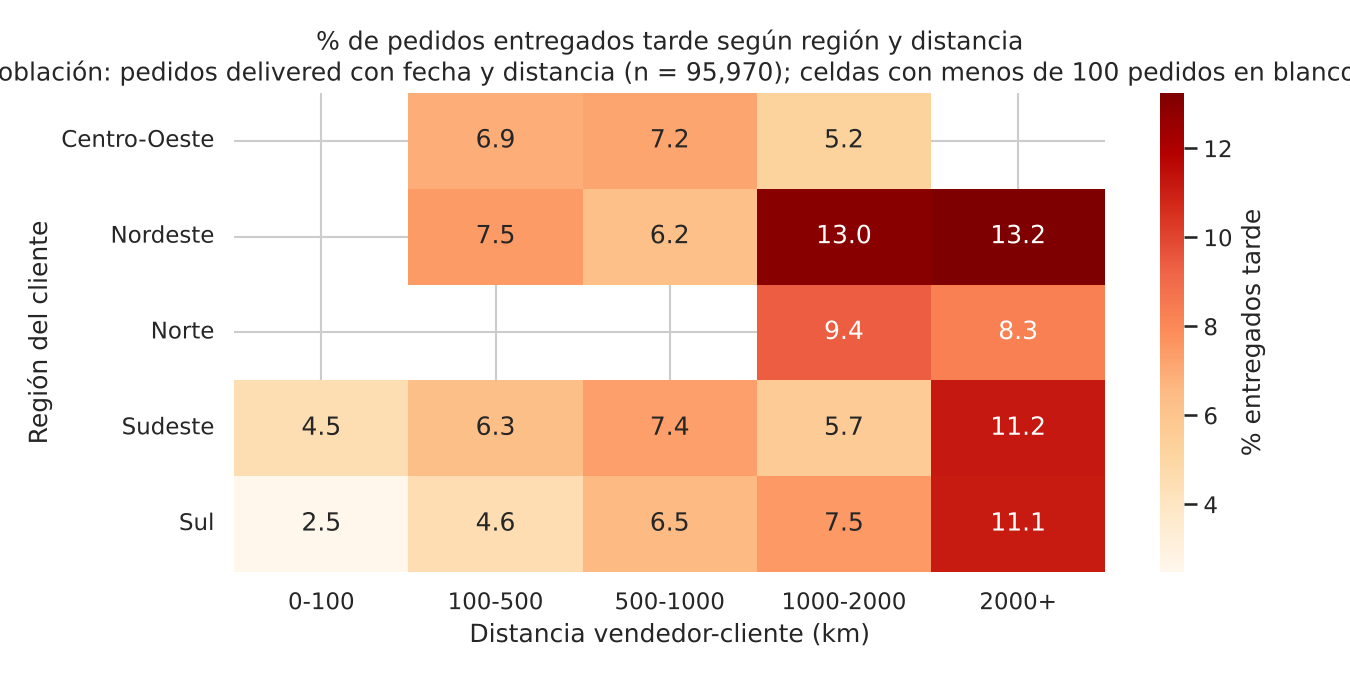 % de pedidos entregados tarde según región y distancia
oblación: pedidos delivered con fecha y distancia (n = 95,970); celdas con menos de 100 pedidos en blanco
Centro-Oeste 6.9 7.2 5.2
Nordeste 7.5 6.2 13.0 13.2
Norte 9.4 8.3
Sudeste 4.5 6.3 7.4 5.7 11.2
Sul 2.5 4.6 6.5 7.5 11.1
0-100 100-500 500-1000 1000-2000 2000+
Distancia vendedor-cliente (km)
Región del cliente
12
10
8
6
4
% entregados tarde